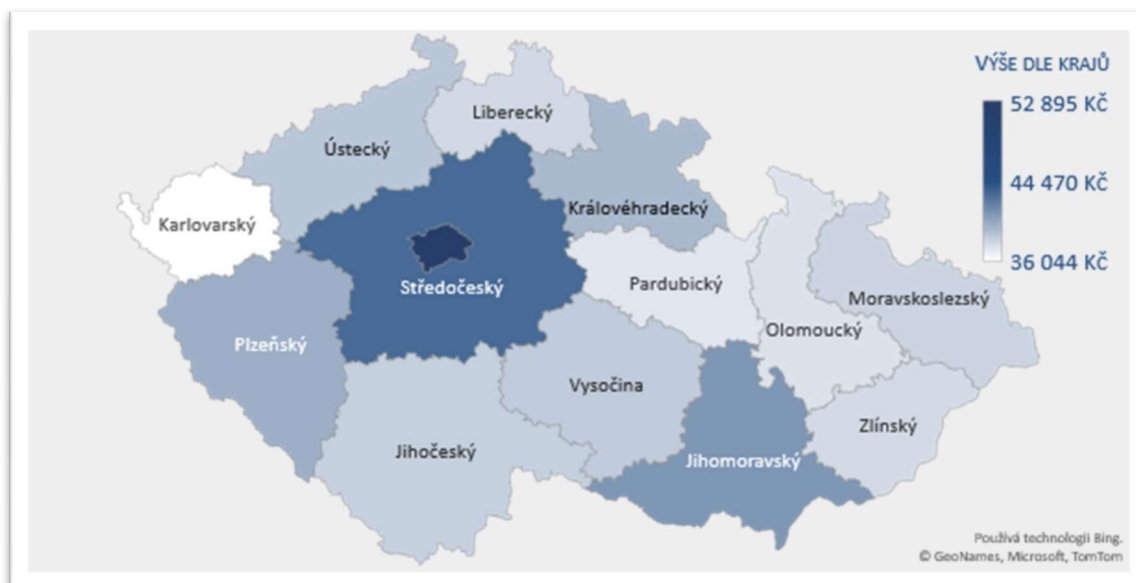 VÝŠE DLE KRAJŮ
52 895 KČ
44 470 KČ
36 044 KČ
Liberecký
Ústecký
Královéhradecký
Karlovarský
Středočeský
Pardubický
Moravskoslezský
Olomoucký
Plzeňský
Vysočina
Zlínský
Jihočeský
Jihomoravský
Používá technologii Bing.
© GeoNames, Microsoft, TomTom